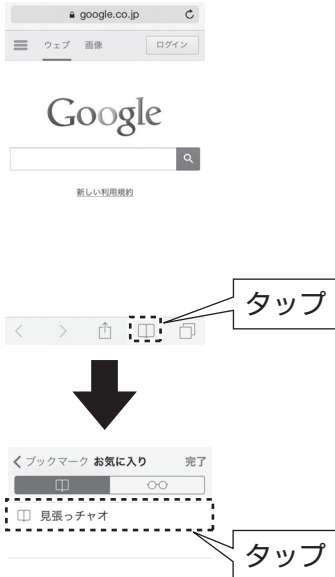 google.co.jp
ウェブ 画像 ログイン
Google
新しい利用規約
タップ
ブックマーク お気に入り 完了
見張っチャオ
タップ